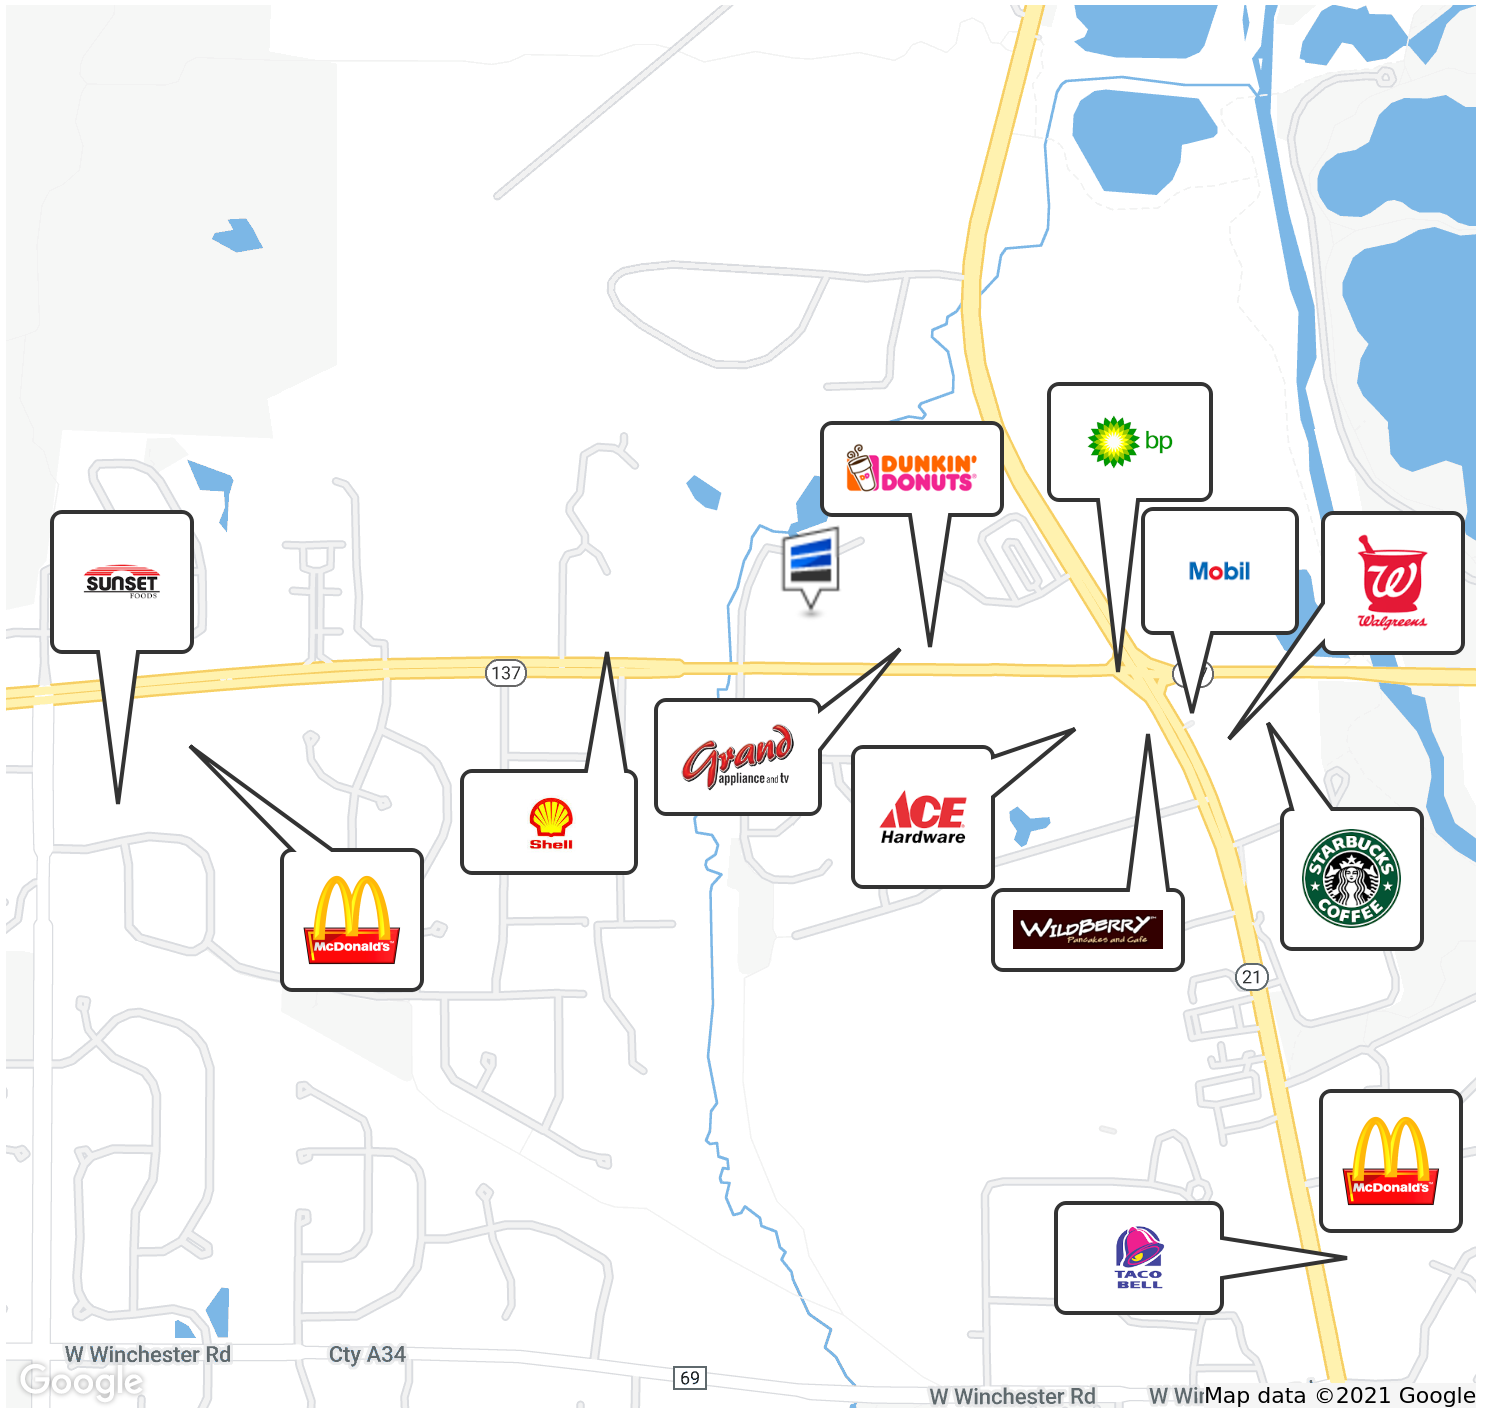 DUNKIN'
DONUTS
bp
Mobil
Walgreens
SUNSET
FOODS
137
Grand
appliance and tv
ACE
Hardware
Shell
McDonald's
WILDBERRY
Pancakes and Cafe
STARBUCKS
COFFEE
21
McDonald's
TACO
BELL
W Winchester Rd
Cty A34
69
Google
W Winchester Rd
Map data ©2021 Google